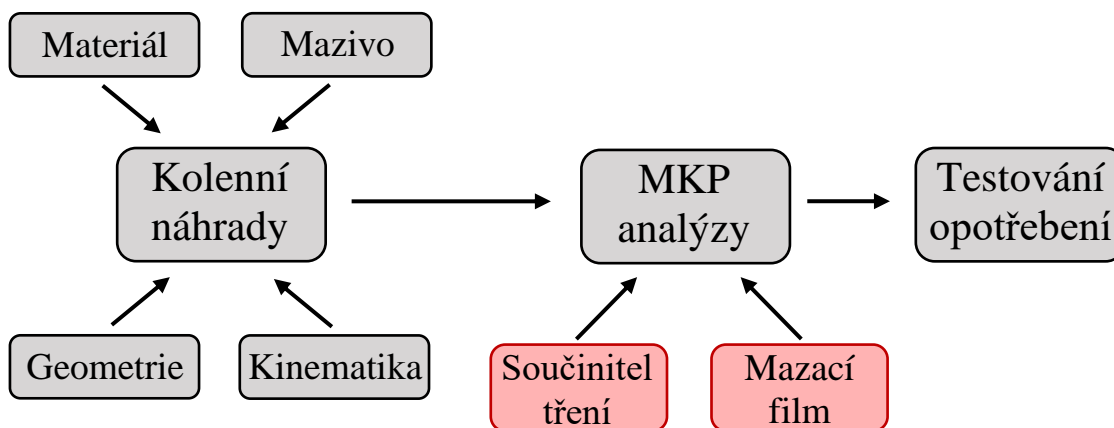 Materiál
Mazivo
Kolenní
náhrady
MKP
analýzy
Testování
opotřebení
Geometrie
Kinematika
Součinitel
tření
Mazací
film